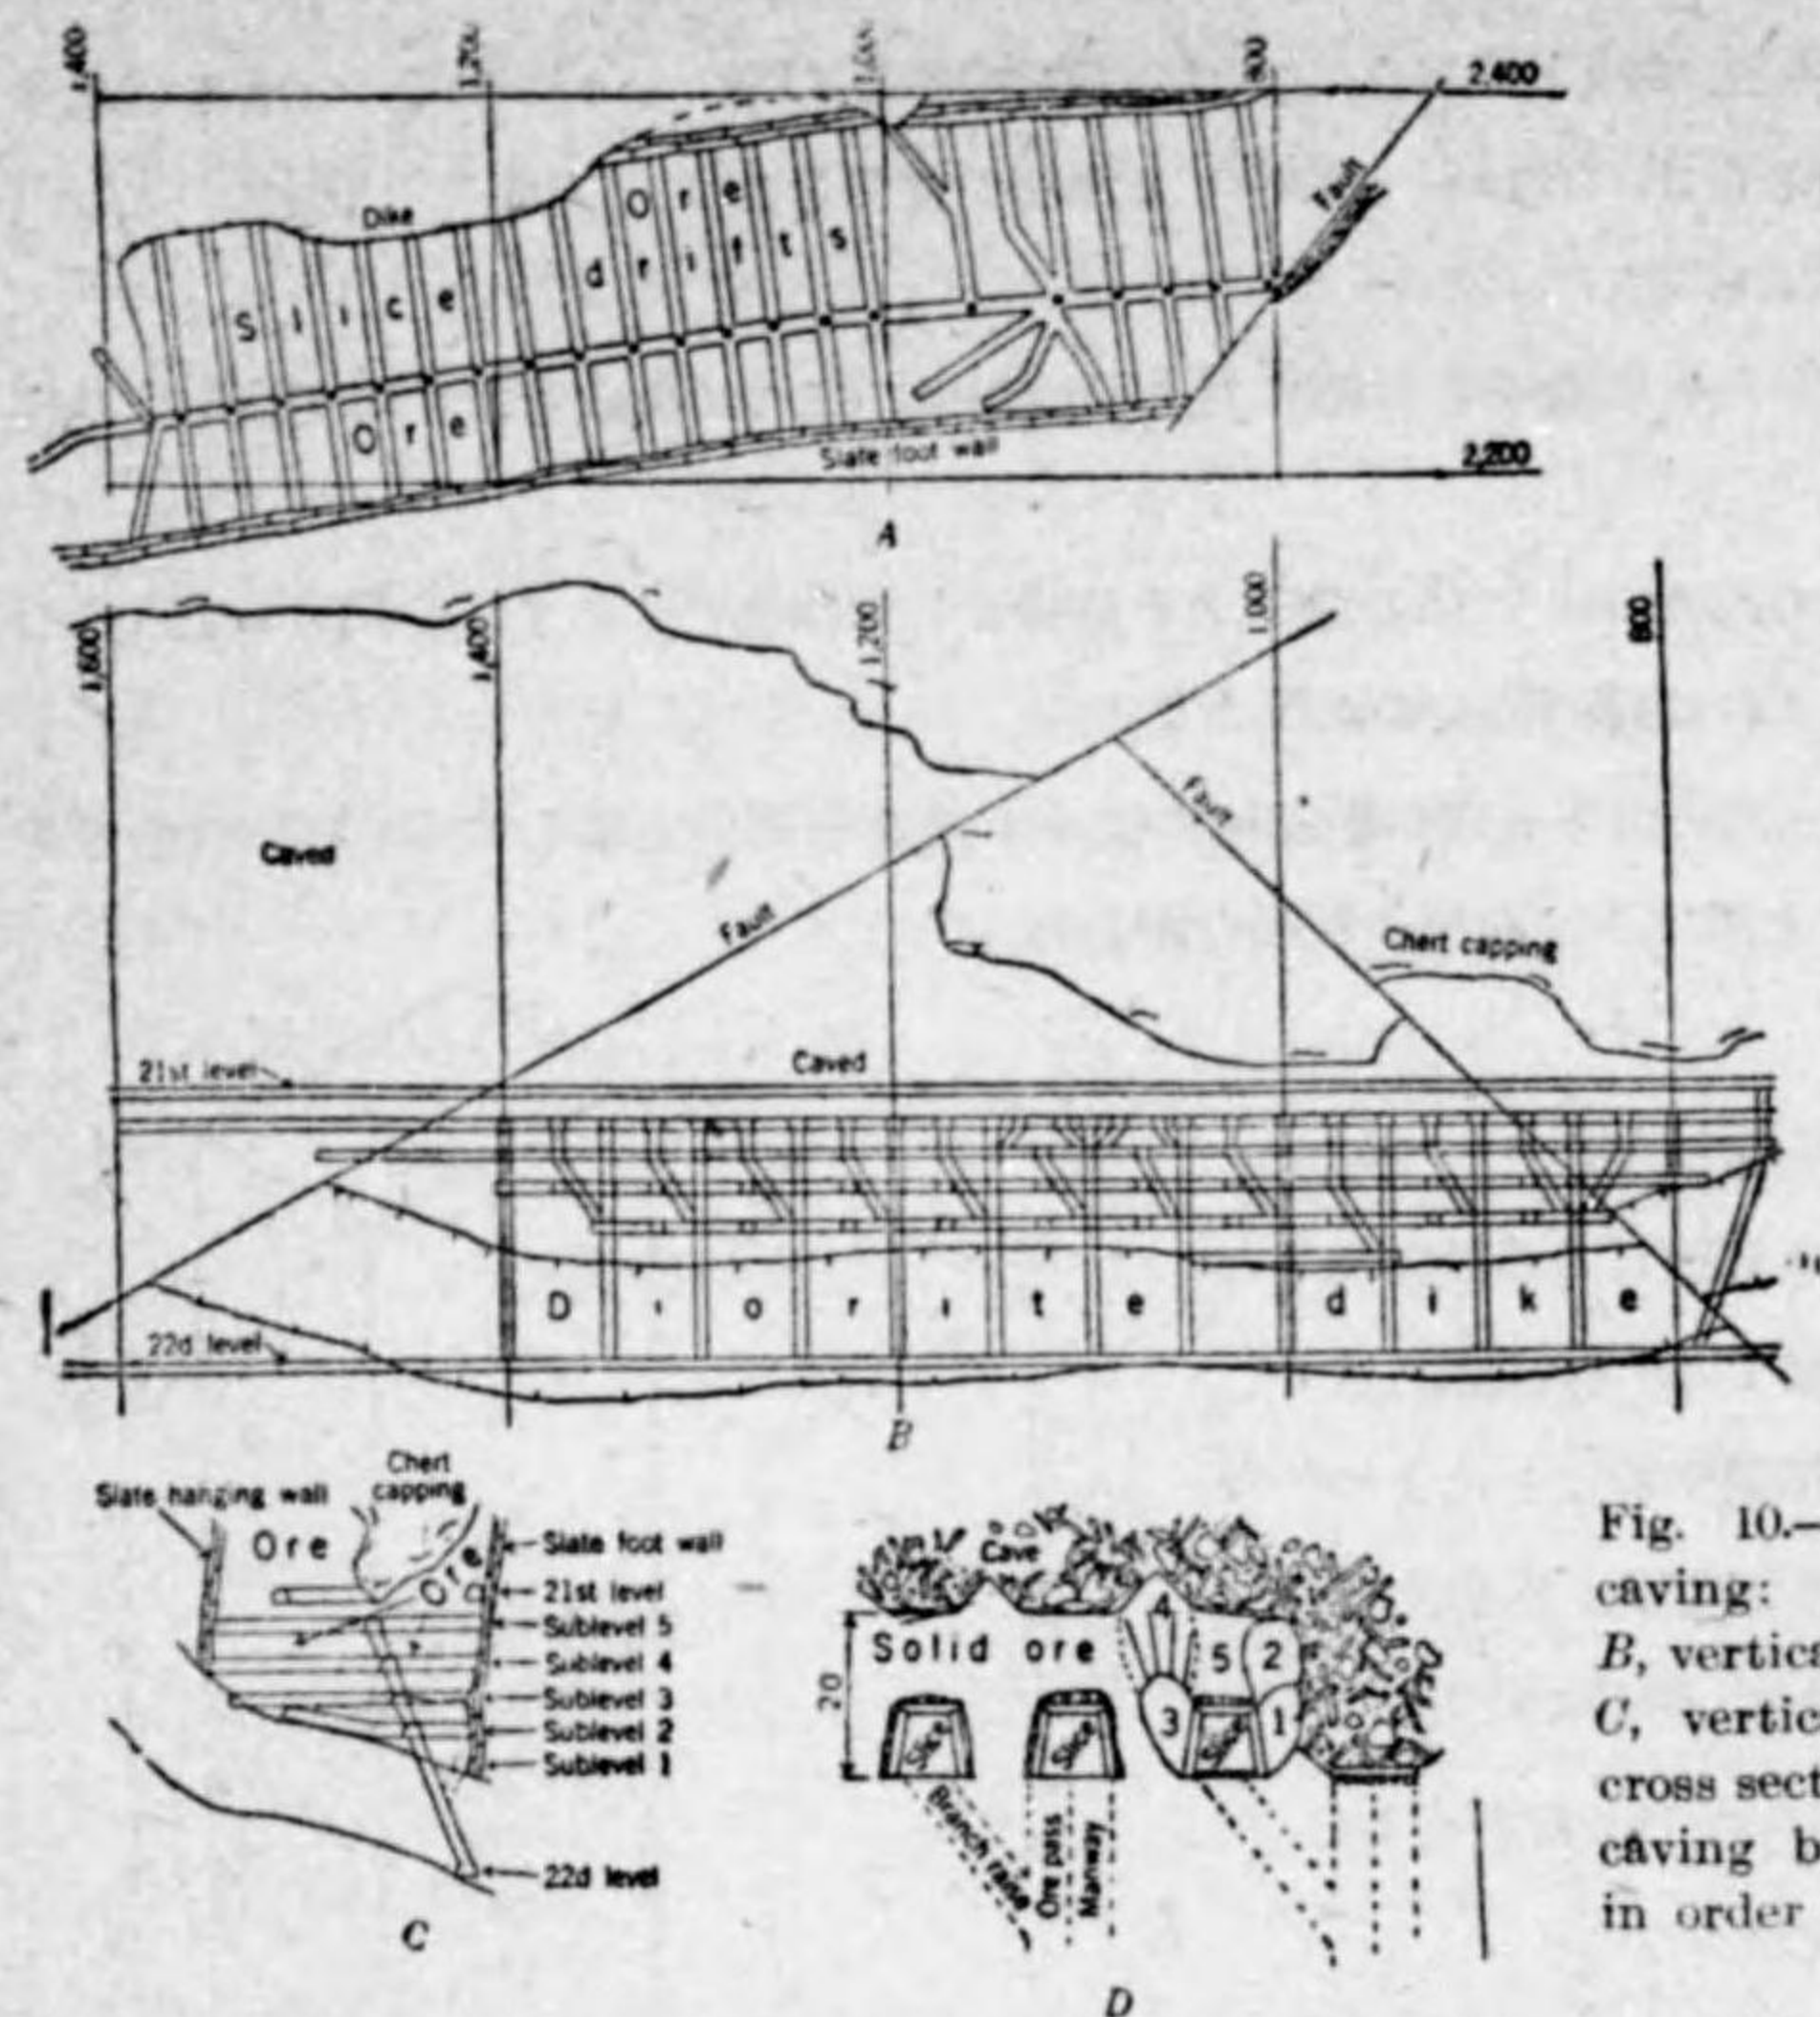 1,400
1,200
800
2,400
Fault
Dike
Ore
Slice drifts
Ore
Slate foot wall
2,200
A
1,600
1,400
1,200
1,000
800
Caved
Fault
Fault
Chert capping
21st level
Caved
Diorite dike
22d level
B
Slate hanging wall
Chert
capping
Ore
Ore
Slate foot wall
21st level
Sublevel 5
Sublevel 4
Sublevel 3
Sublevel 2
Sublevel 1
22d level
C
Cave
4
Solid ore
5
2
20
3
1
Branch raise
Ore pass
Manway
D
Fig. 10.—
caving:
B, vertica
C, vertic
cross sect
caving b
in order